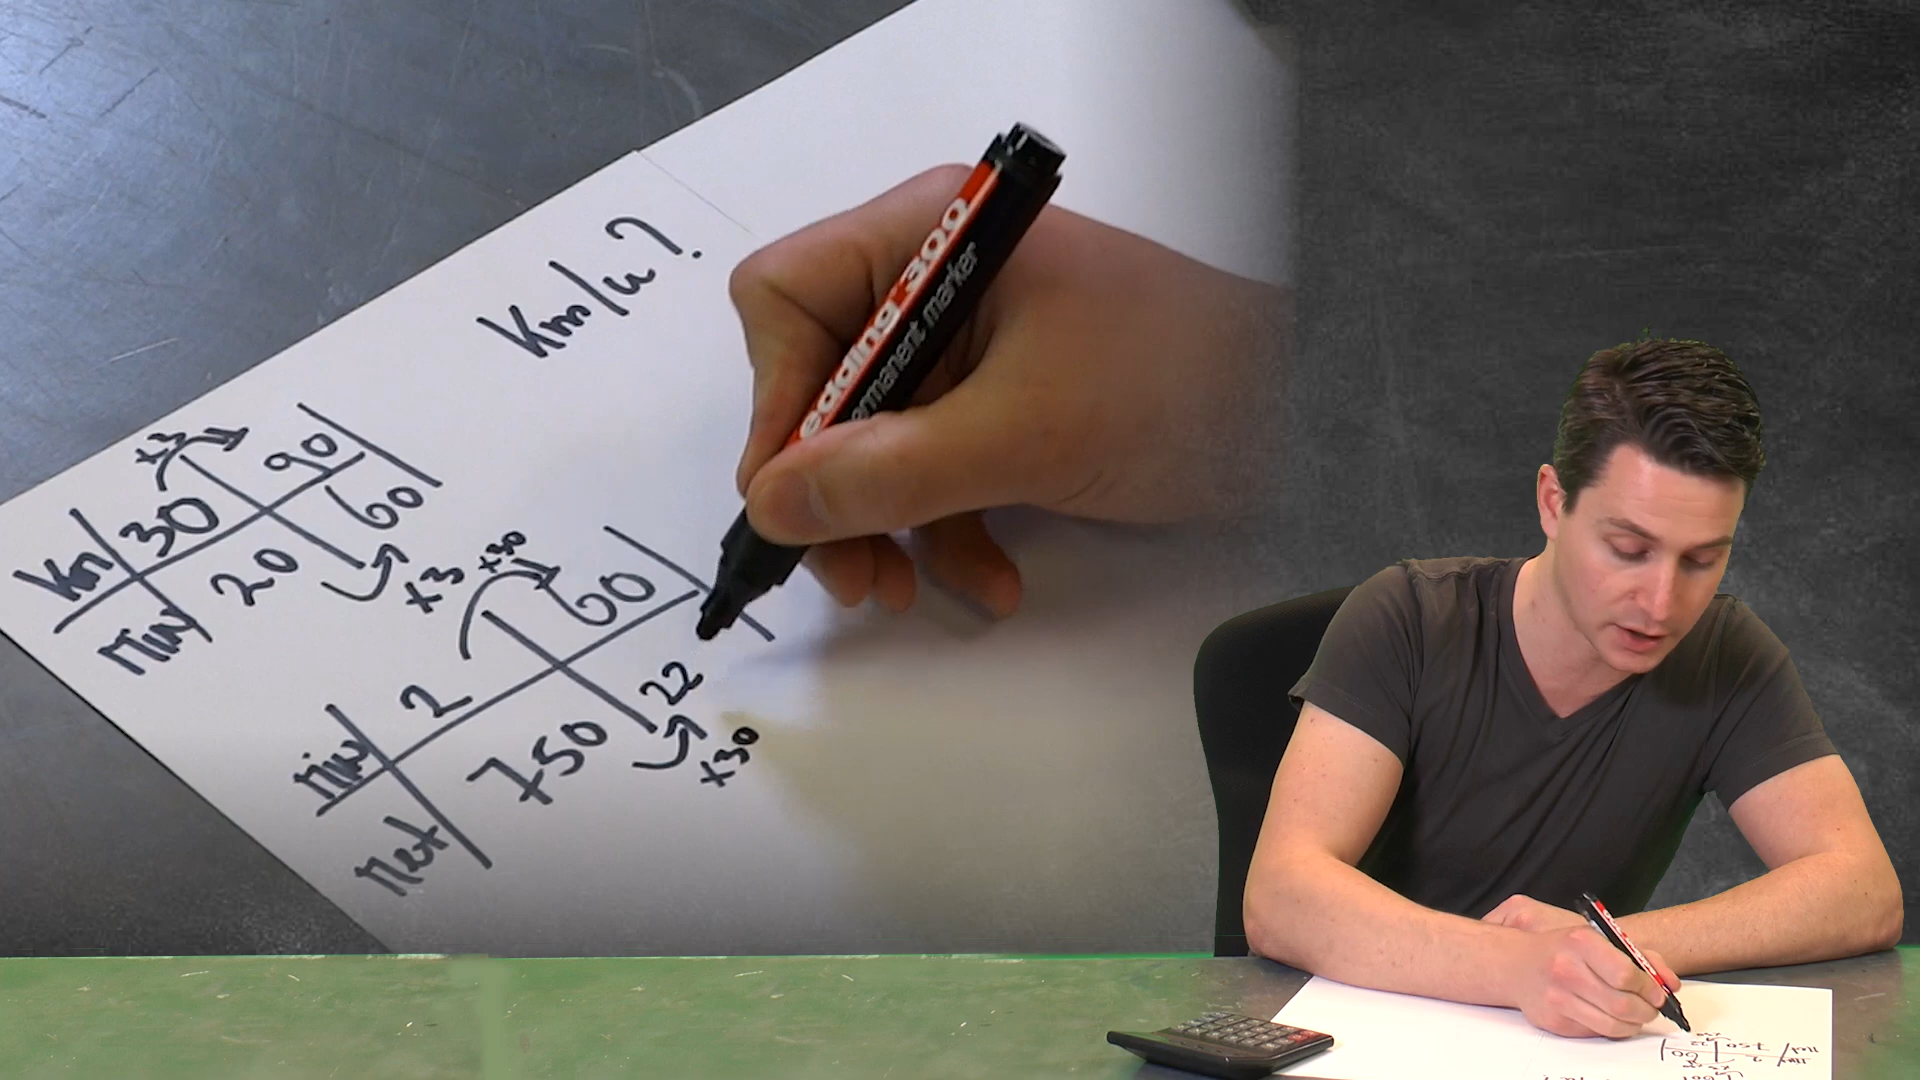 Km/u?
x3
Km 30 90
Min 20 60
x3
x30
Min 2 60
Met 750 22
x30
edding 300
permanent marker